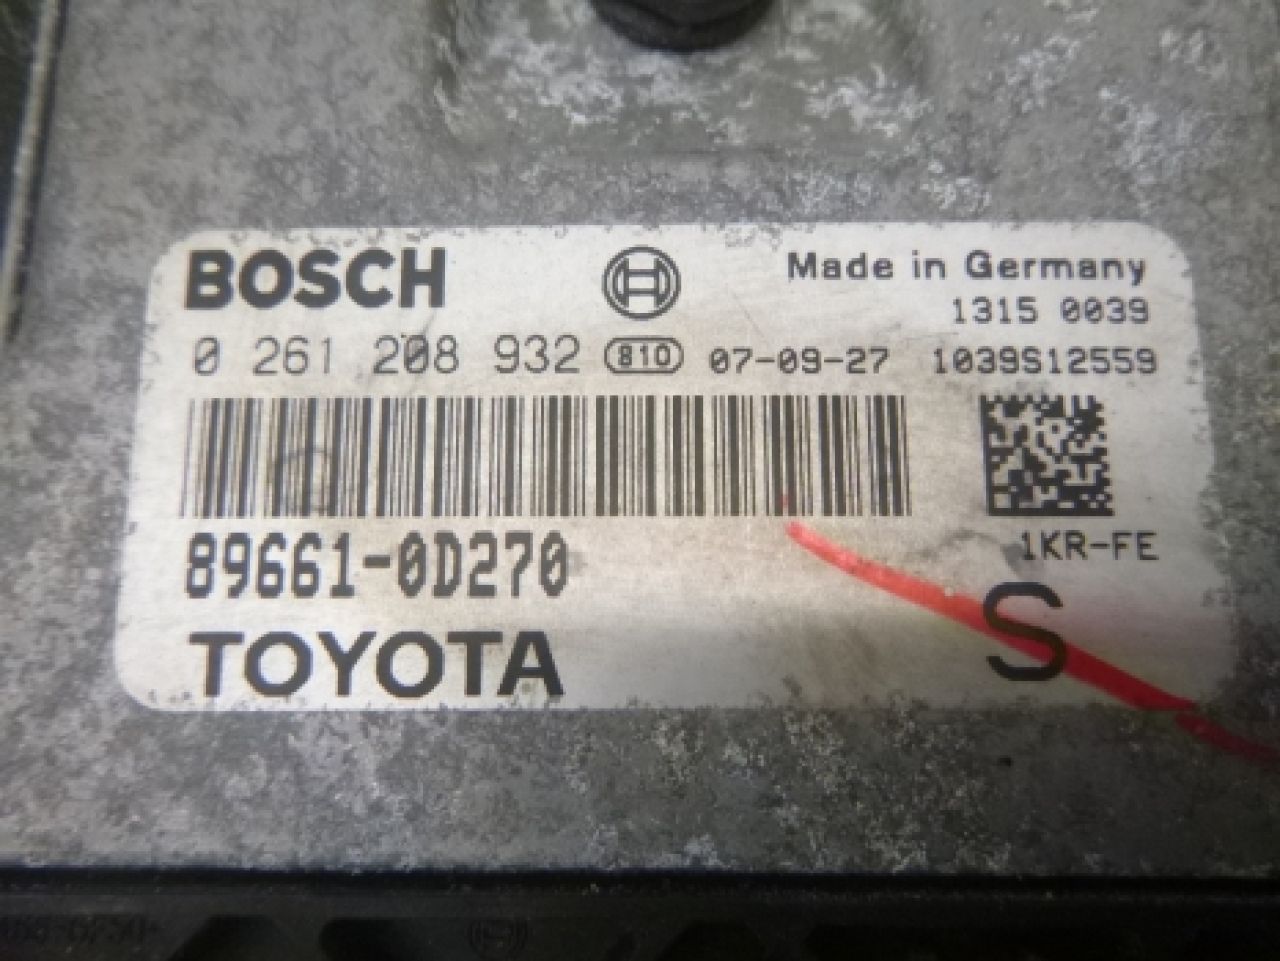 BOSCH
Made in Germany
1315 0039
0 261 208 932 810 07-09-27 1039S12559
89661-0D270
1KR-FE
S
TOYOTA